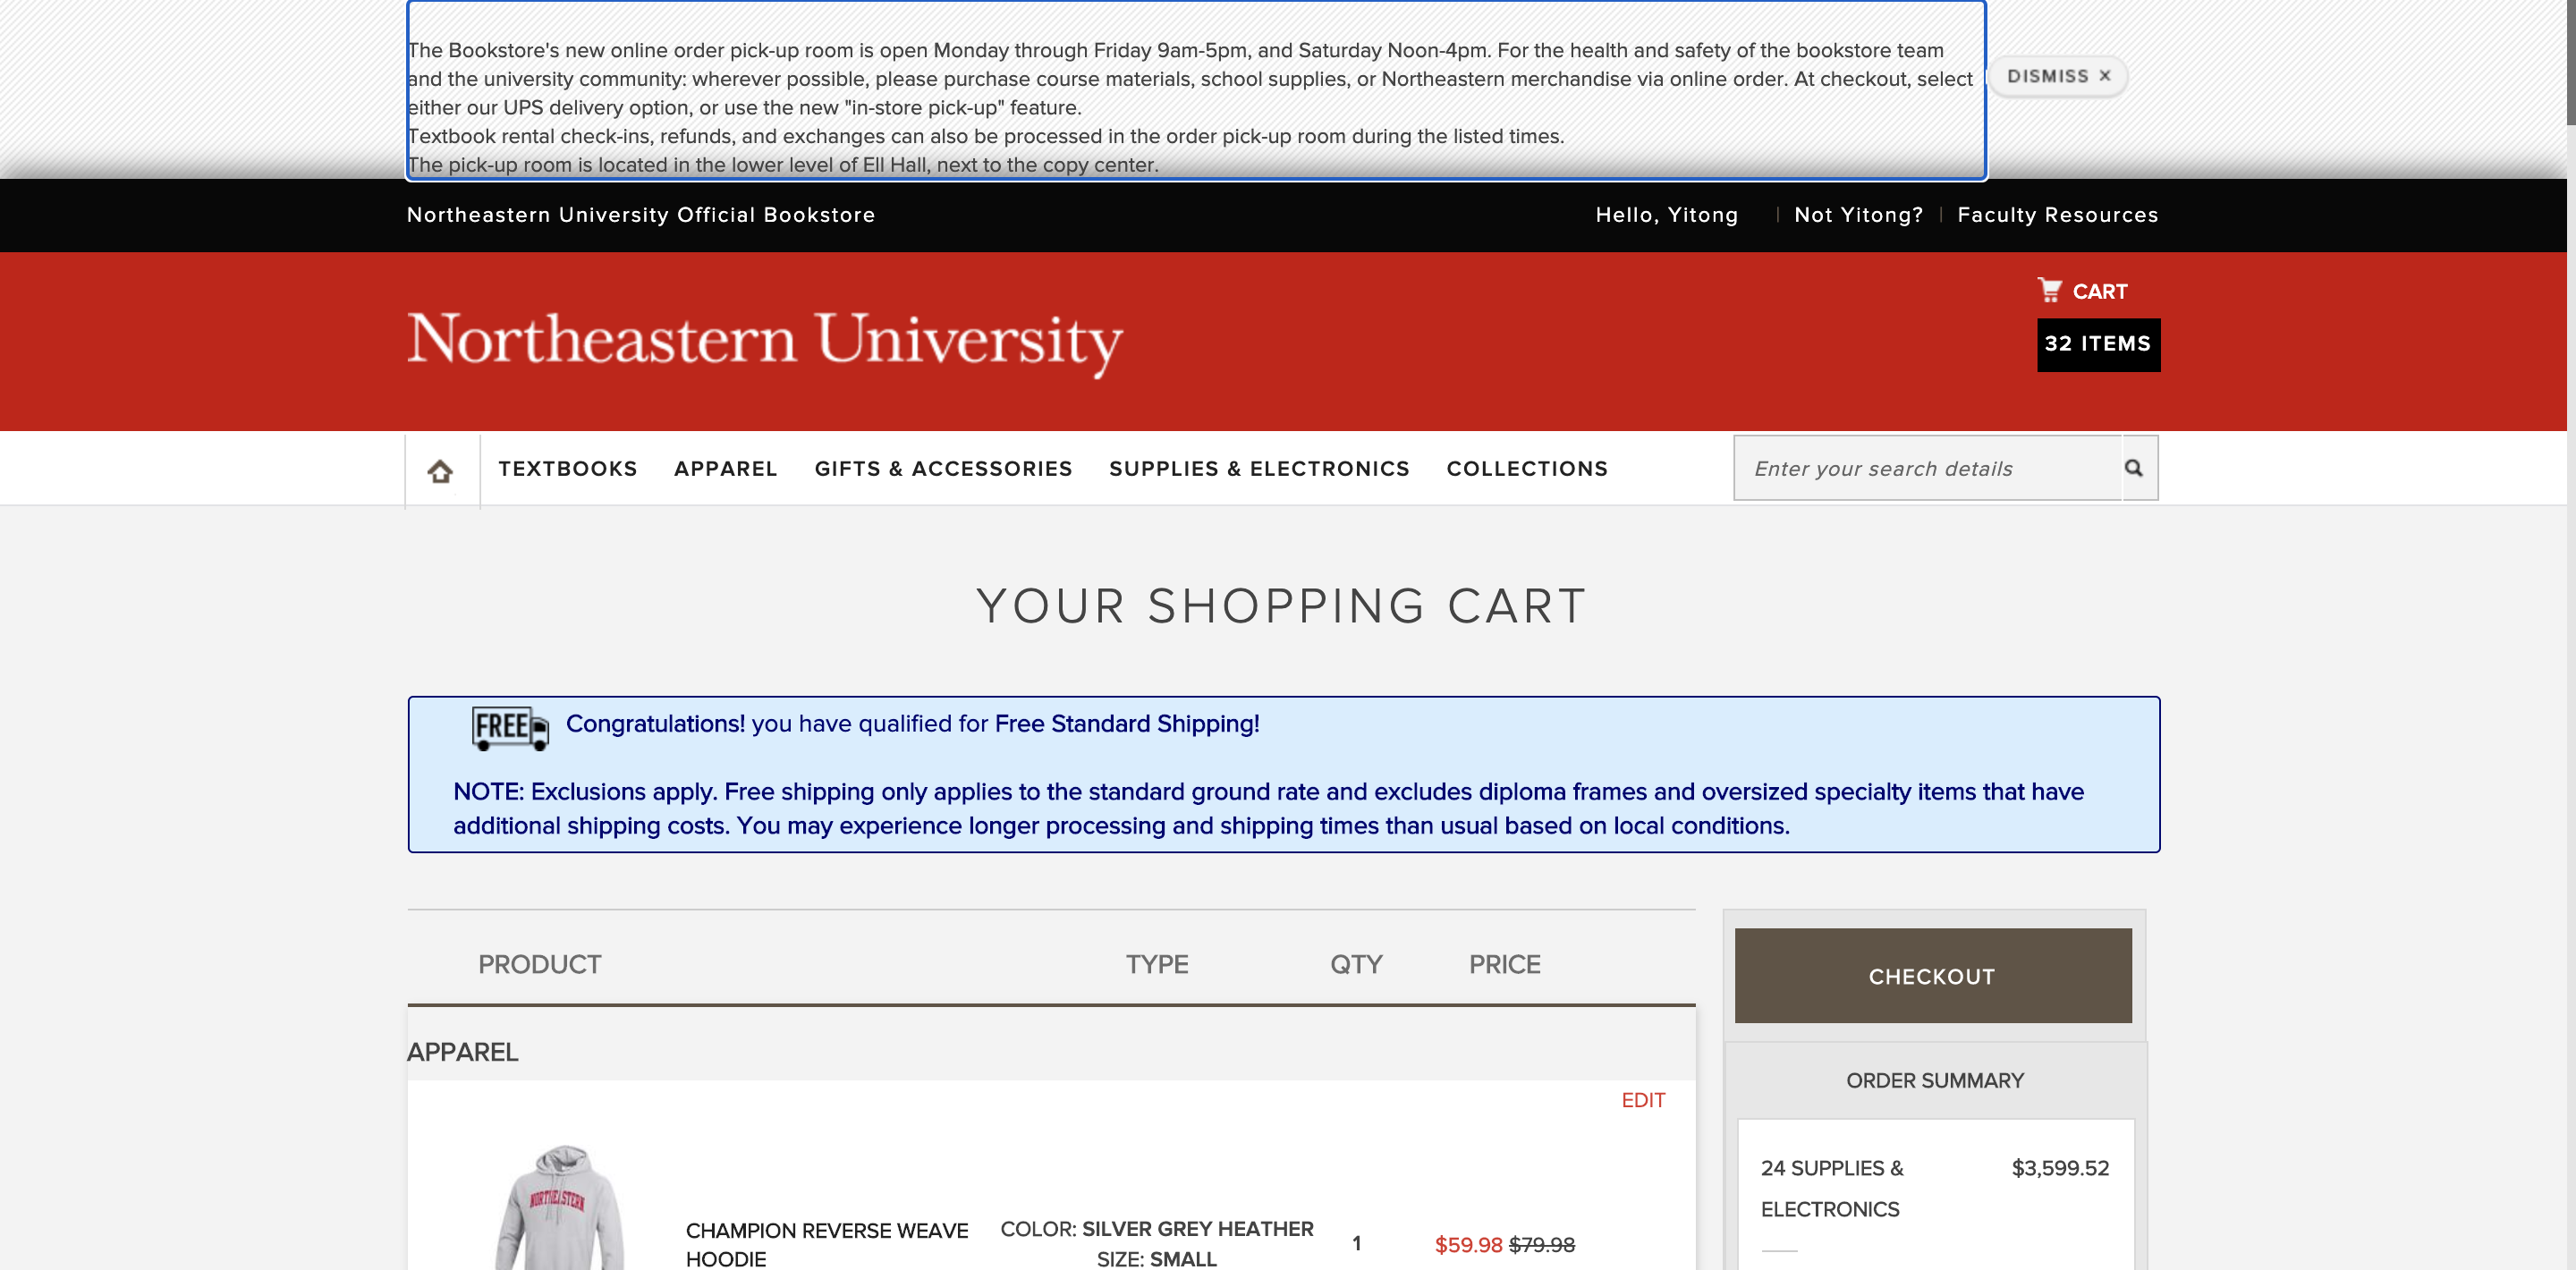 The Bookstore's new online order pick-up room is open Monday through Friday 9am-5pm, and Saturday Noon-4pm. For the health and safety of the bookstore team
and the university community: wherever possible, please purchase course materials, school supplies, or Northeastern merchandise via online order. At checkout, select
either our UPS delivery option, or use the new "in-store pick-up" feature.
Textbook rental check-ins, refunds, and exchanges can also be processed in the order pick-up room during the listed times.
The pick-up room is located in the lower level of Ell Hall, next to the copy center.
DISMISS ×
Northeastern University Official Bookstore
Hello, Yitong | Not Yitong? | Faculty Resources
CART
Northeastern University
32 ITEMS
TEXTBOOKS APPAREL GIFTS & ACCESSORIES SUPPLIES & ELECTRONICS COLLECTIONS
Enter your search details
YOUR SHOPPING CART
FREE Congratulations! you have qualified for Free Standard Shipping!
NOTE: Exclusions apply. Free shipping only applies to the standard ground rate and excludes diploma frames and oversized specialty items that have
additional shipping costs. You may experience longer processing and shipping times than usual based on local conditions.
PRODUCT TYPE QTY PRICE
APPAREL
EDIT
NORTHEASTERN
CHAMPION REVERSE WEAVE
HOODIE
COLOR: SILVER GREY HEATHER
SIZE: SMALL
1
$59.98 $79.98
CHECKOUT
ORDER SUMMARY
24 SUPPLIES & $3,599.52
ELECTRONICS